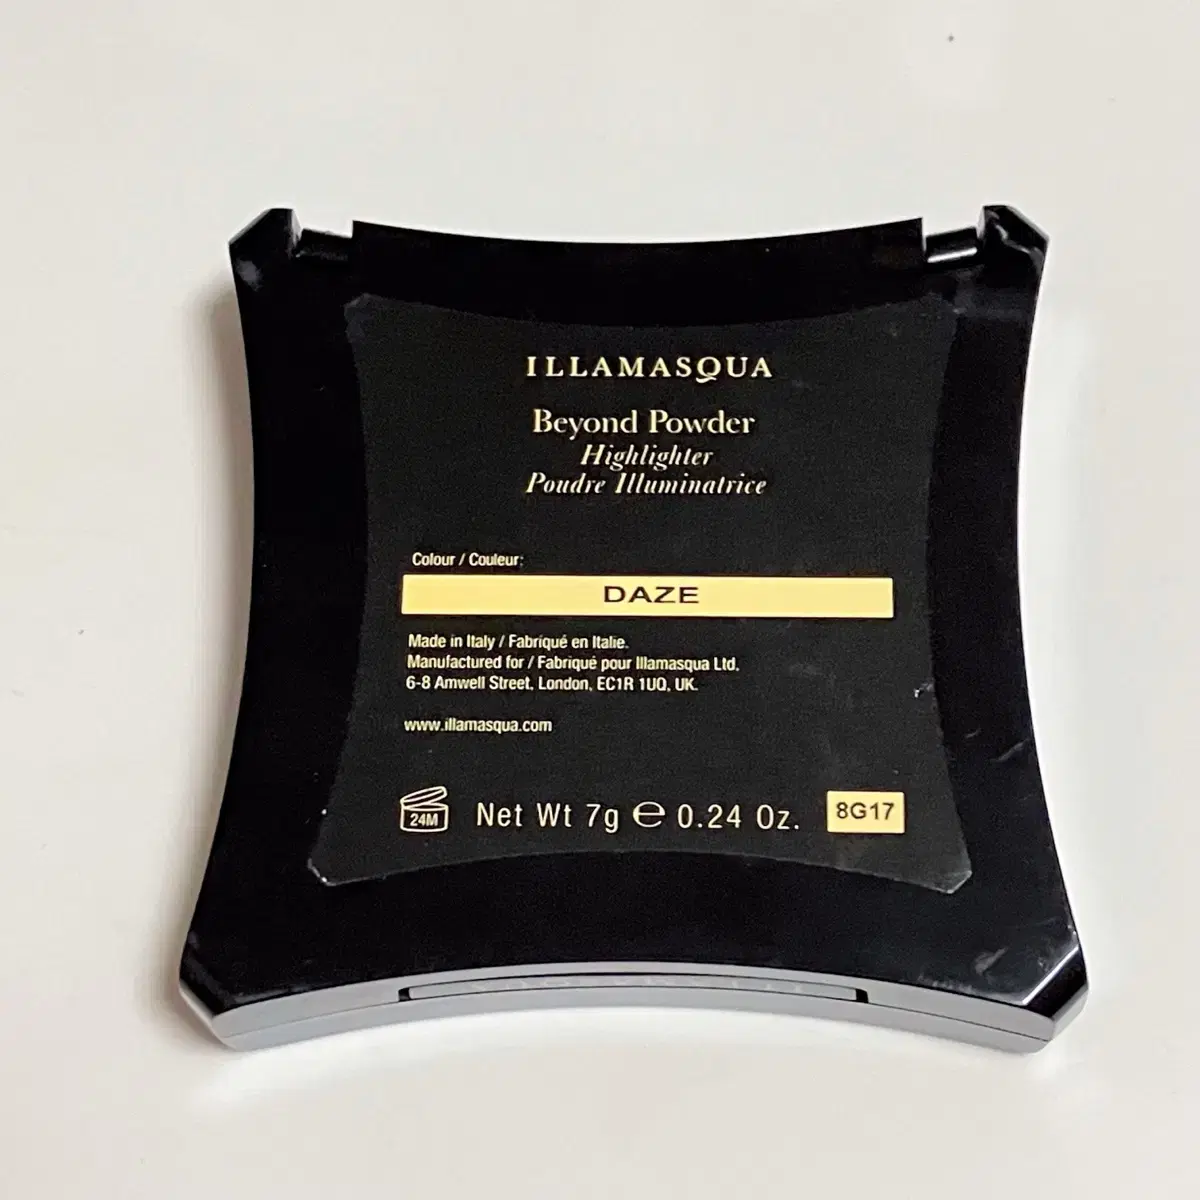 ILLAMASQUA
Beyond Powder
Highlighter
Poudre Illuminatrice
Colour / Couleur:
DAZE
Made in Italy / Fabriqué en Italie.
Manufactured for / Fabriqué pour Illamasqua Ltd,
6-8 Amwell Street, London, EC1R 1UQ, UK.
www.illamasqua.com
24M Net Wt 7g ℮ 0.24 Oz. 8G17